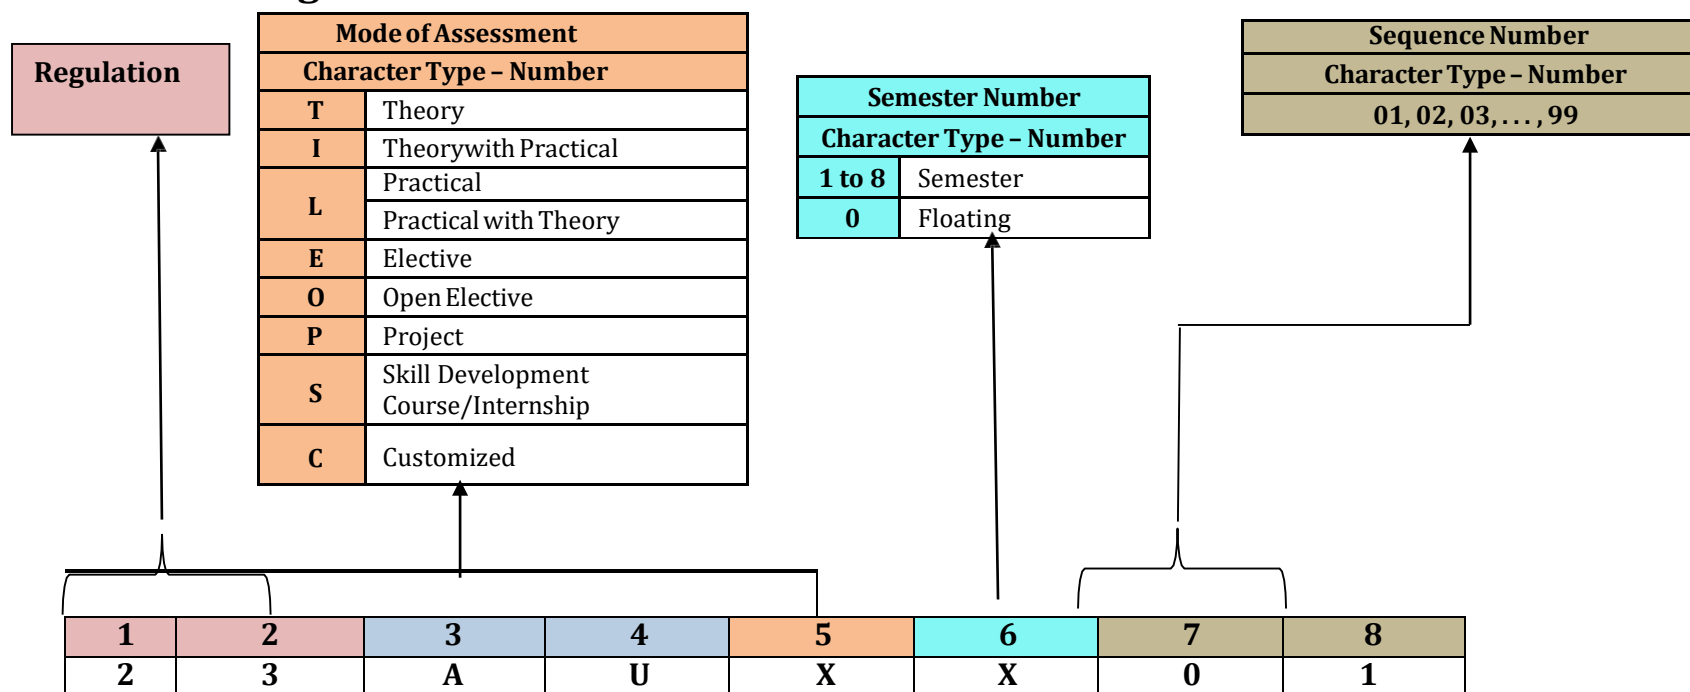 Regulation
Mode of Assessment
Character Type – Number
T Theory
I Theory with Practical
L Practical
Practical with Theory
E Elective
O Open Elective
P Project
S Skill Development
Course/Internship
C Customized
Semester Number
Character Type – Number
1 to 8 Semester
0 Floating
Sequence Number
Character Type – Number
01, 02, 03, . . . , 99
1 2 3 4 5 6 7 8
2 3 A U X X 0 1